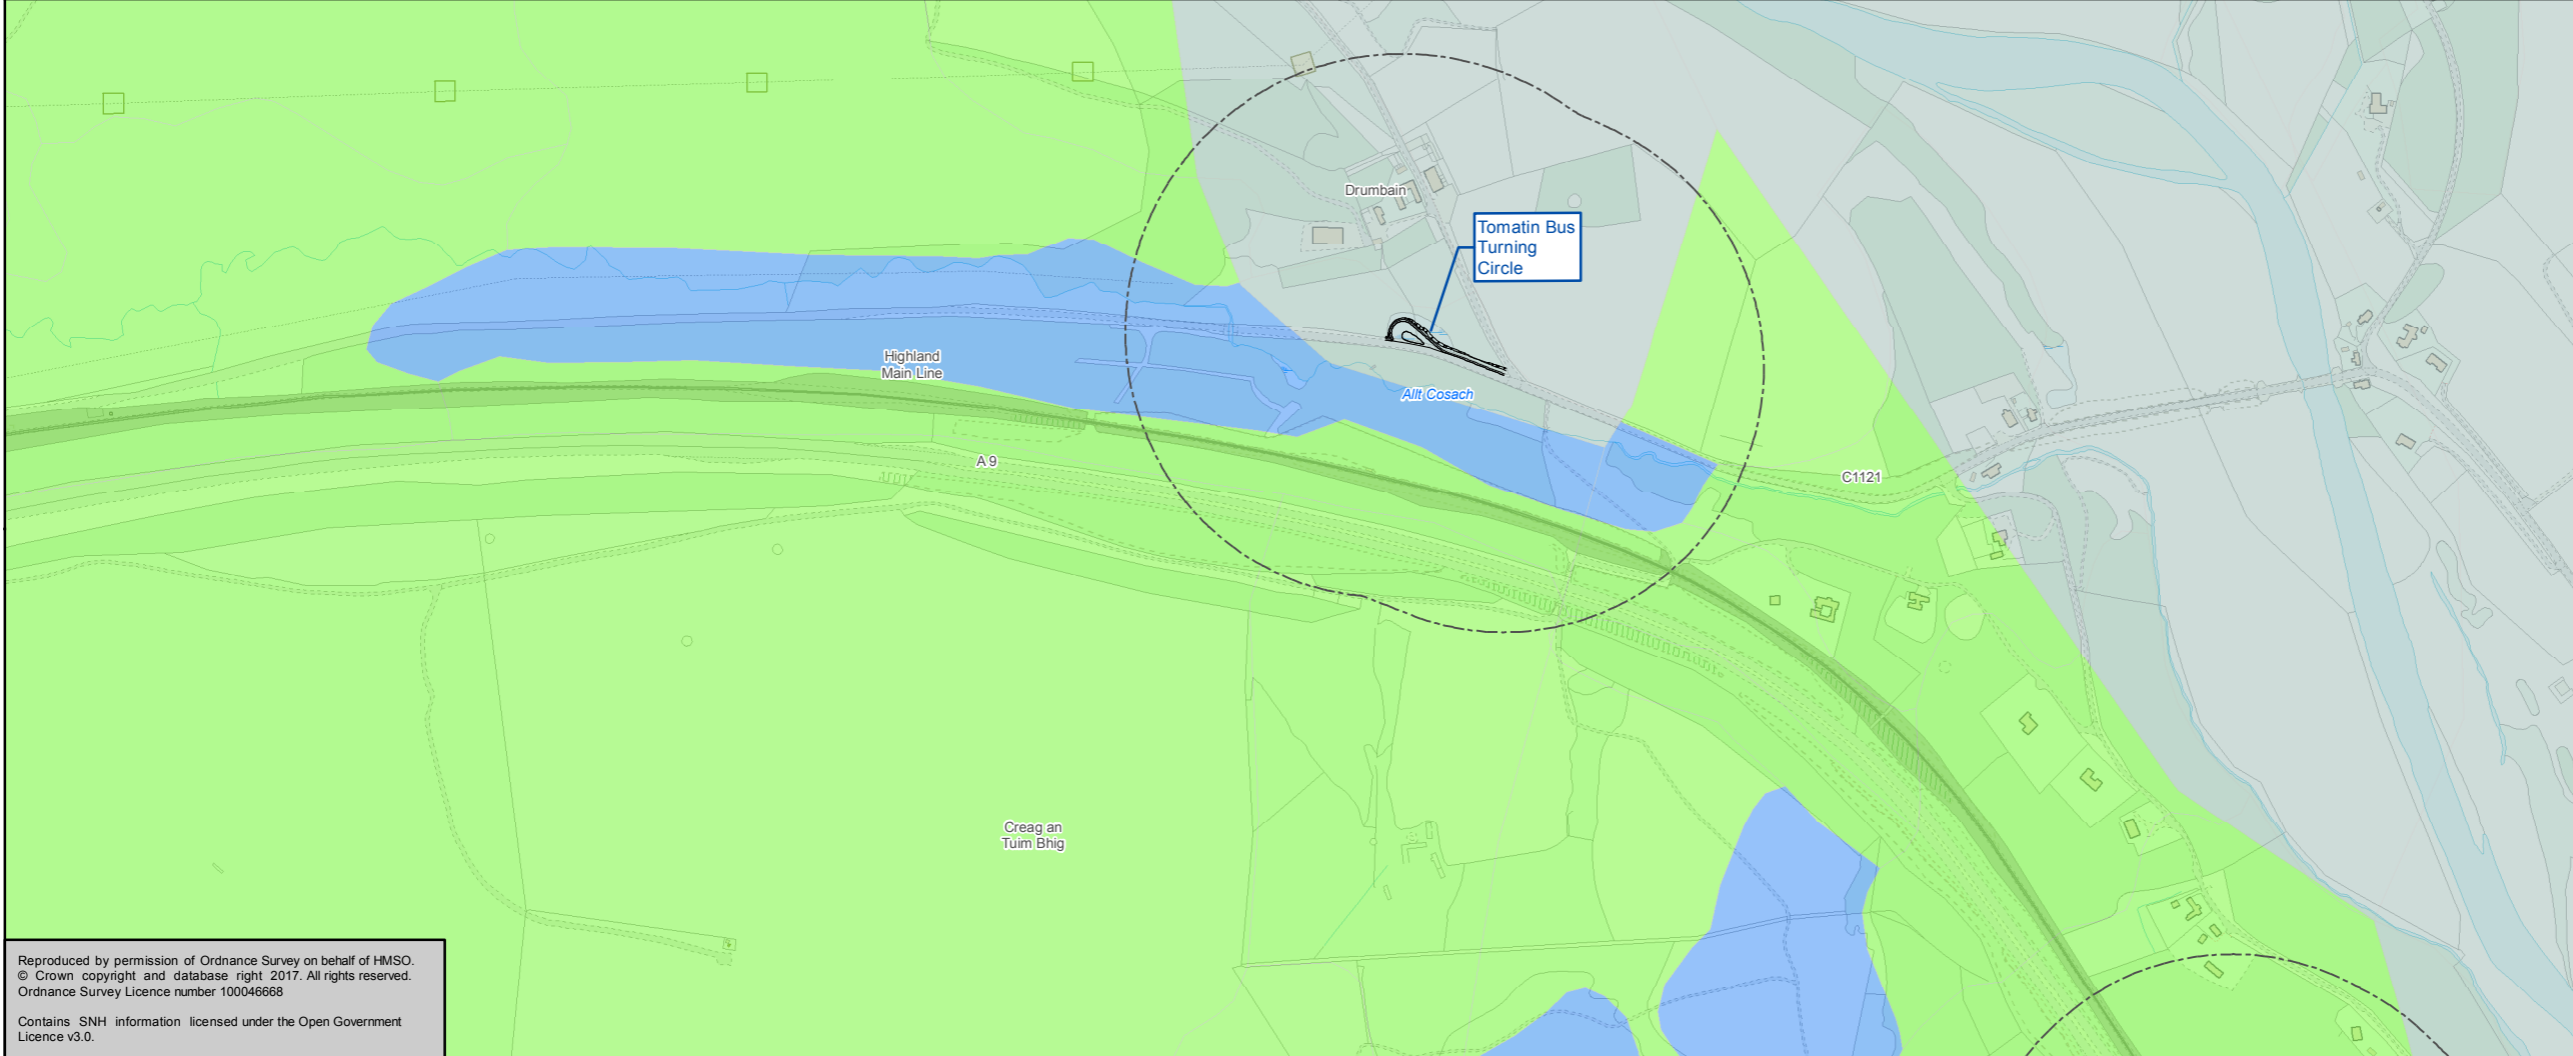 Drumbain
Tomatin Bus
Turning
Circle
Highland
Main Line
Allt Cosach
A 9
C1121
Creag an
Tuim Bhig
Reproduced by permission of Ordnance Survey on behalf of HMSO.
© Crown copyright and database right 2017. All rights reserved.
Ordnance Survey Licence number 100046668
Contains SNH information licensed under the Open Government
Licence v3.0.